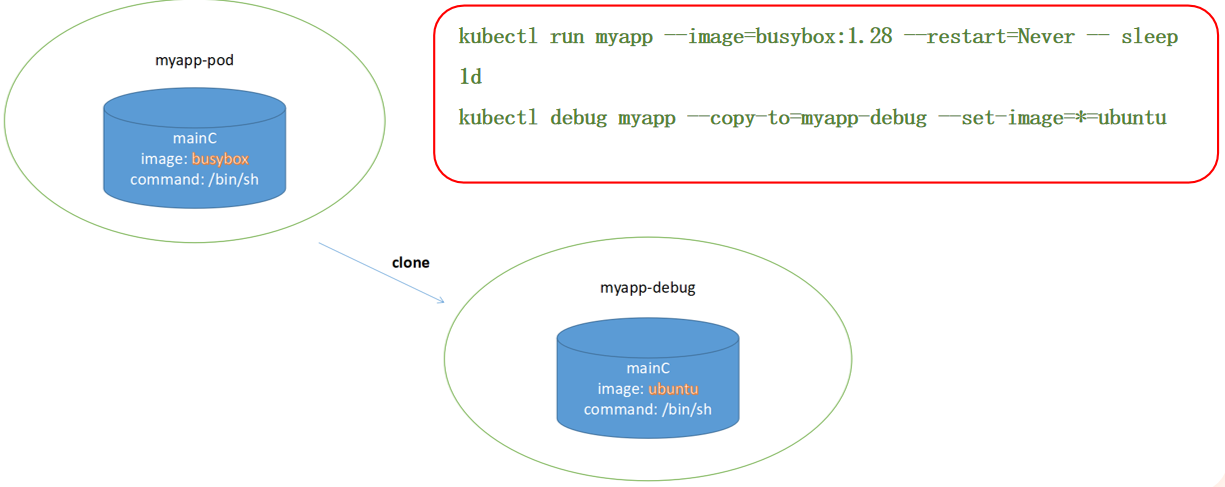 myapp-pod
mainC
image: busybox
command: /bin/sh
kubectl run myapp --image=busybox:1.28 --restart=Never -- sleep
1d
kubectl debug myapp --copy-to=myapp-debug --set-image=*=ubuntu
clone
myapp-debug
mainC
image: ubuntu
command: /bin/sh